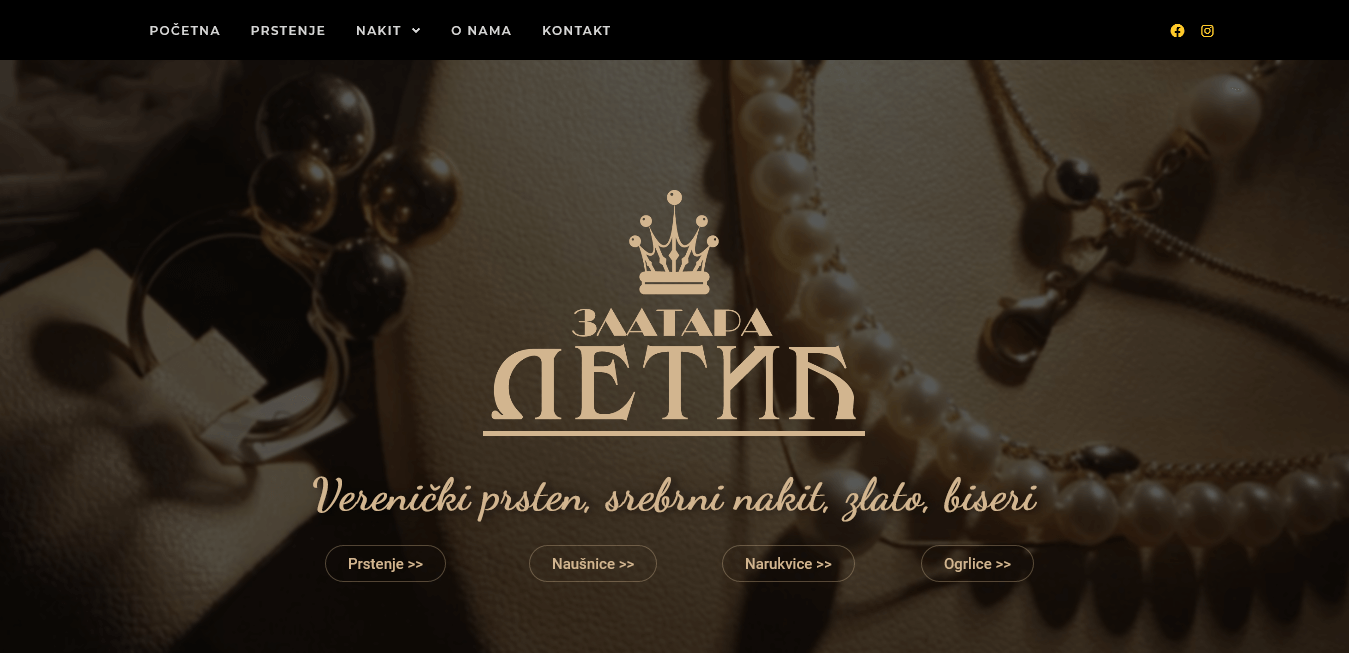 POČETNA PRSTENJE NAKIT O NAMA KONTAKT
ЗЛАТАРА
ЛЕТИЋ
Verenički prsten, srebrni nakit, zlato, biseri
Prstenje >> Naušnice >> Narukvice >> Ogrlice >>